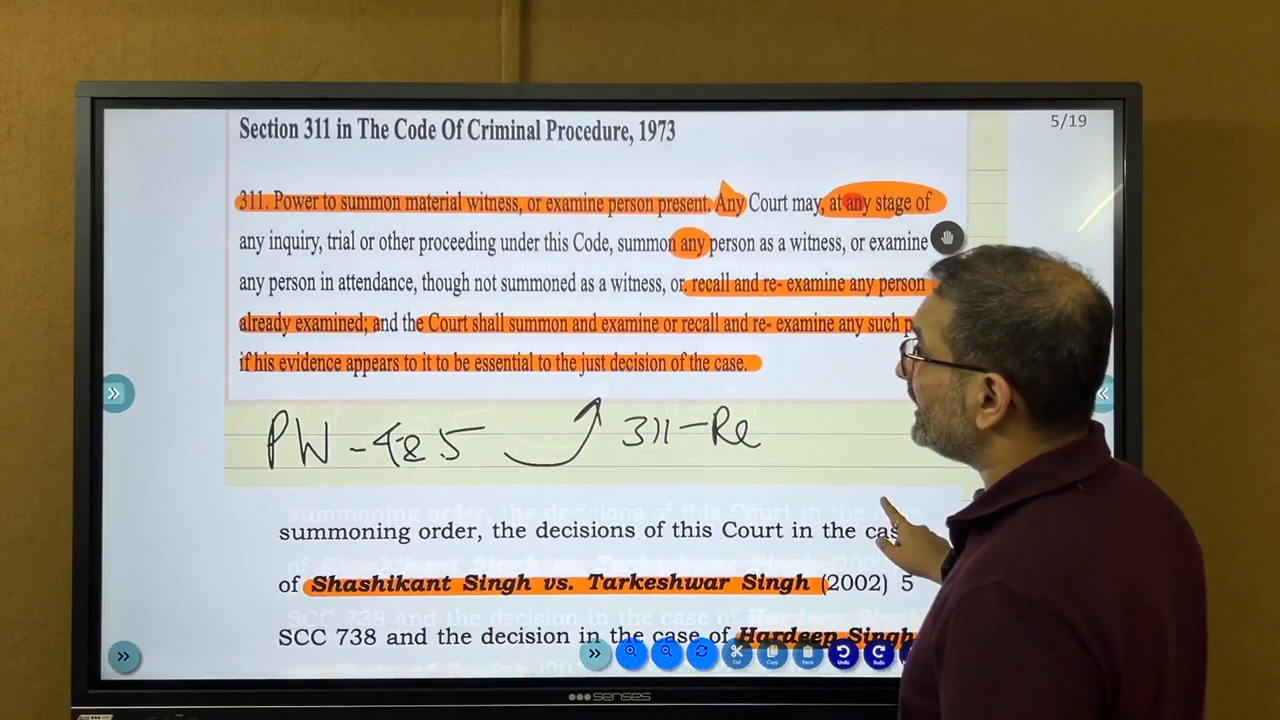 Section 311 in The Code Of Criminal Procedure, 1973
5/19
311. Power to summon material witness, or examine person present. Any Court may, at any stage of
any inquiry, trial or other proceeding under this Code, summon any person as a witness, or examine
any person in attendance, though not summoned as a witness, or, recall and re- examine any person
already examined; and the Court shall summon and examine or recall and re- examine any such
if his evidence appears to it to be essential to the just decision of the case.
PW-485
311-Re
summoning order, the decisions of this Court in the
of Shashikant Singh vs. Tarkeshwar Singh (2002) 5
SCC 738 and the decision in the case of Hardeep Singh
Cut Copy Paste Undo Redo
senses